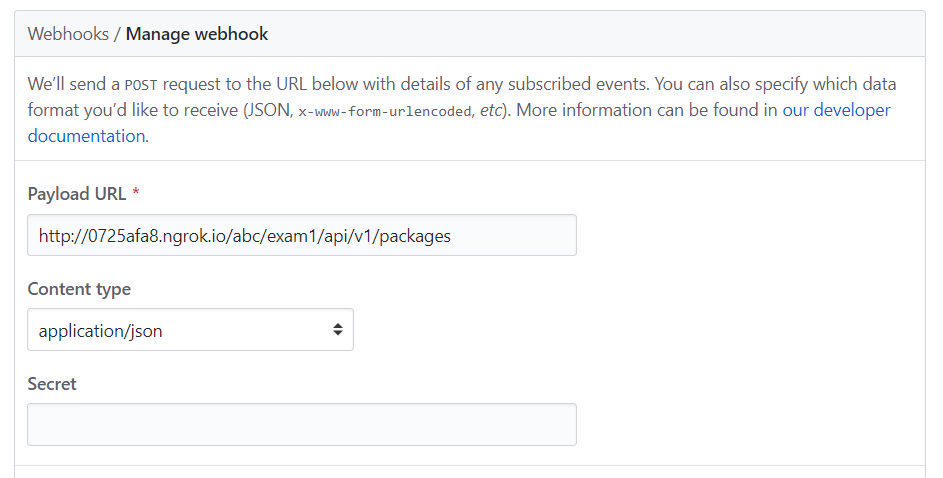 Webhooks / Manage webhook
We’ll send a POST request to the URL below with details of any subscribed events. You can also specify which data
format you’d like to receive (JSON, x-www-form-urlencoded, etc). More information can be found in our developer
documentation.
Payload URL *
http://0725afa8.ngrok.io/abc/exam1/api/v1/packages
Content type
application/json
Secret